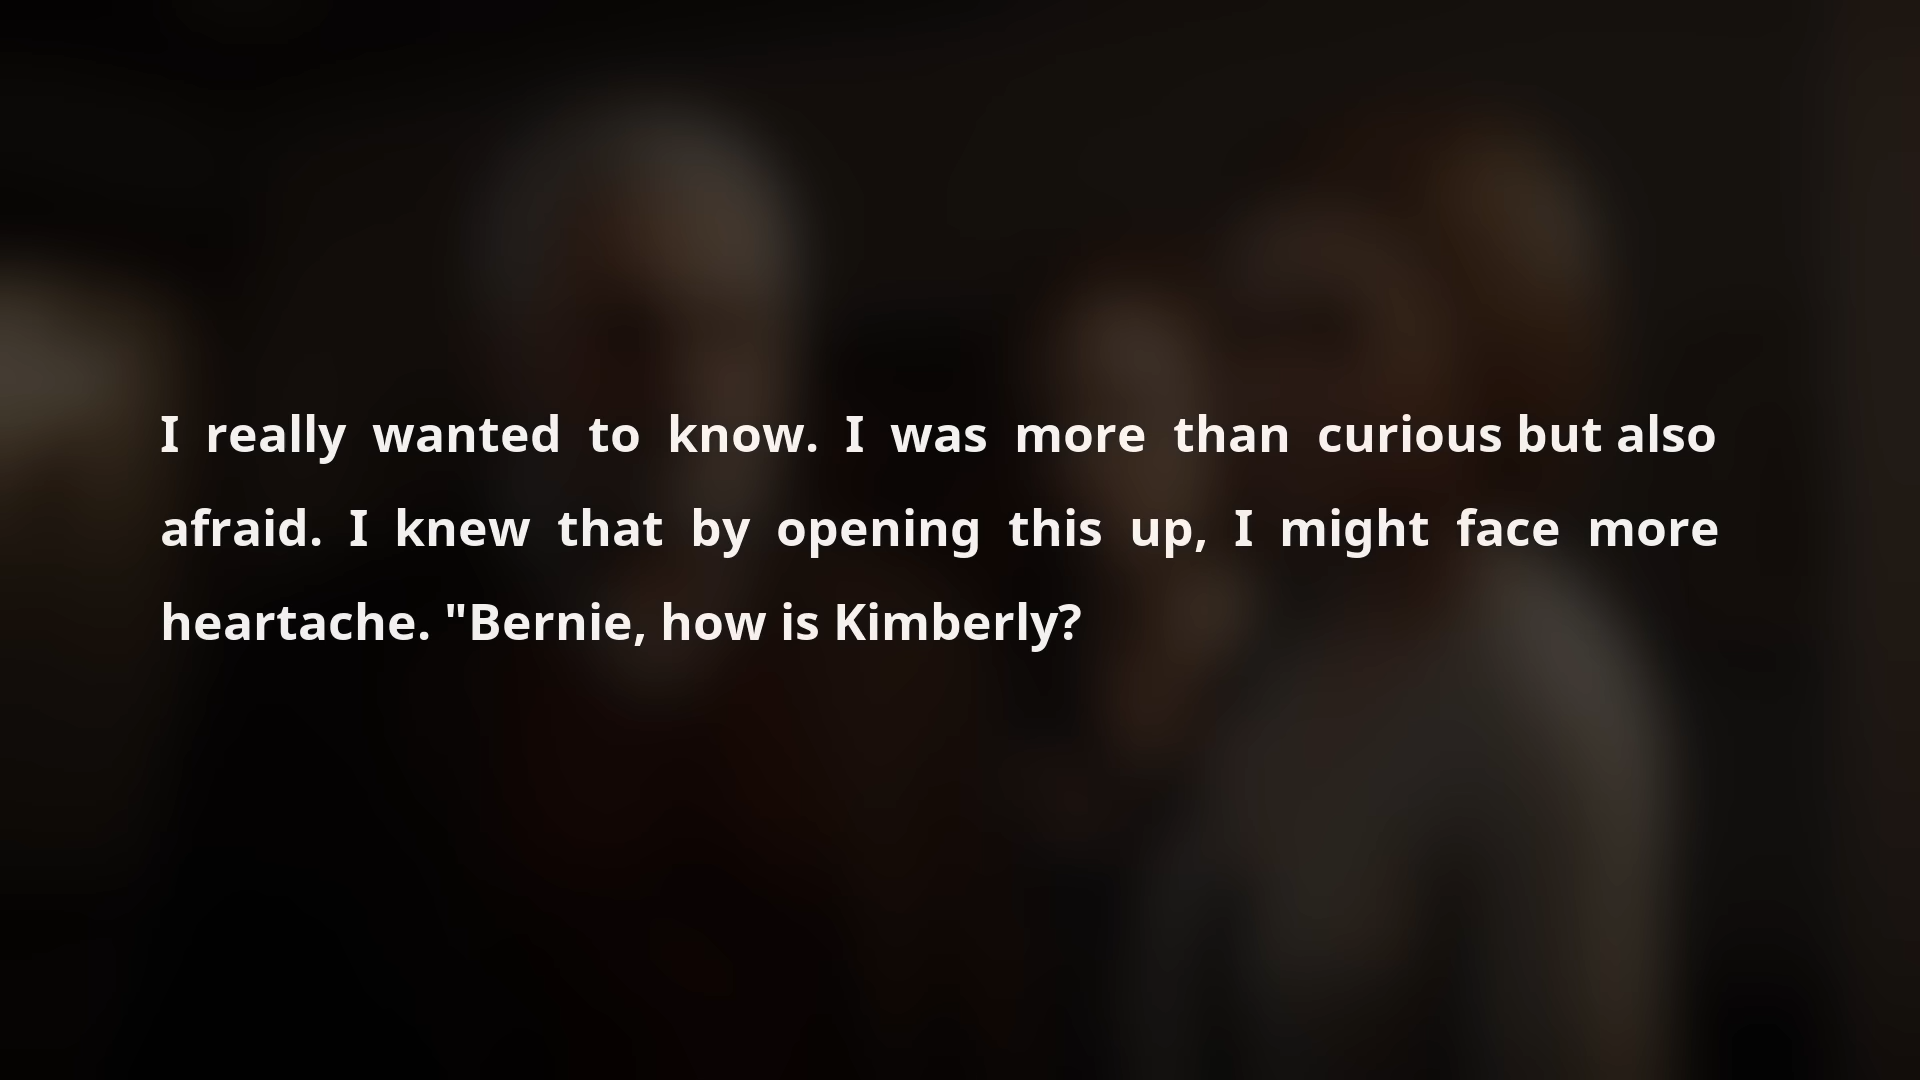 I really wanted to know. I was more than curious but also
afraid. I knew that by opening this up, I might face more
heartache. "Bernie, how is Kimberly?